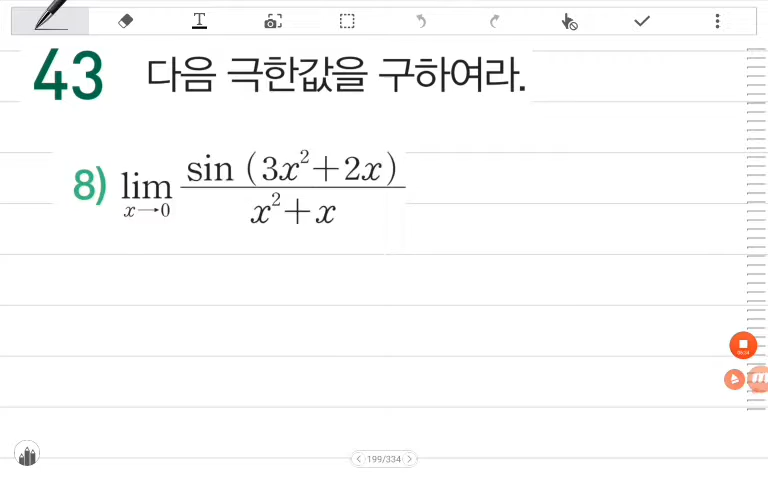 T
43 다음 극한값을 구하여라.
8) lim x→0 sin (3x²+2x) / x²+x
199/334